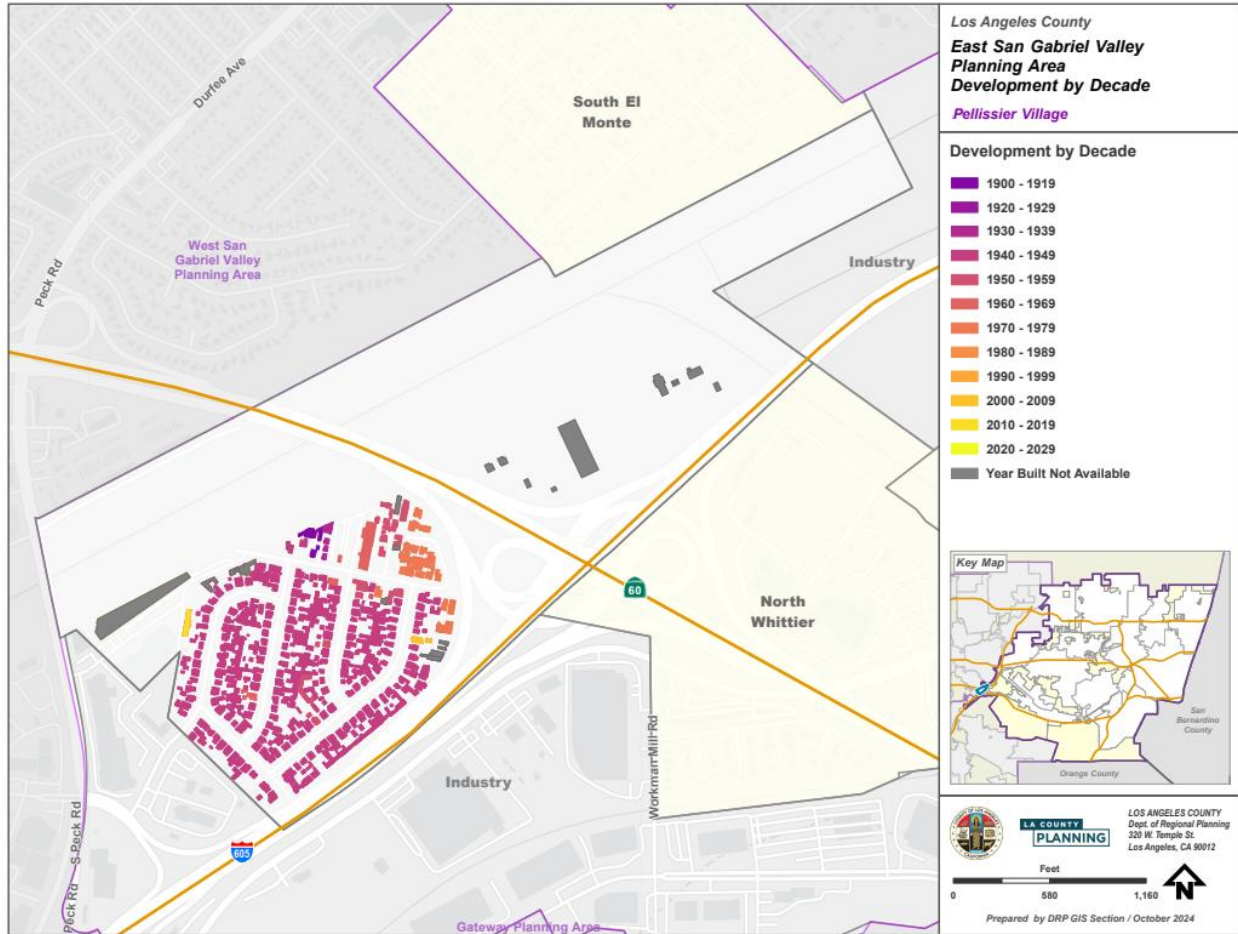 Los Angeles County
East San Gabriel Valley
Planning Area
Development by Decade
Pellissier Village
Development by Decade
1900 - 1919
1920 - 1929
1930 - 1939
1940 - 1949
1950 - 1959
1960 - 1969
1970 - 1979
1980 - 1989
1990 - 1999
2000 - 2009
2010 - 2019
2020 - 2029
Year Built Not Available
Durfee Ave
South El
Monte
West San
Gabriel Valley
Planning Area
Peck Rd
Industry
60
North
Whittier
Industry
Workman Mill Rd
605
Peck Rd
S Peck Rd
Gateway Planning Area
Key Map
San
Bernardino
County
Orange County
LA COUNTY
PLANNING
LOS ANGELES COUNTY
Dept. of Regional Planning
320 W. Temple St.
Los Angeles, CA 90012
Feet
0 580 1,160
N
Prepared by DRP GIS Section / October 2024